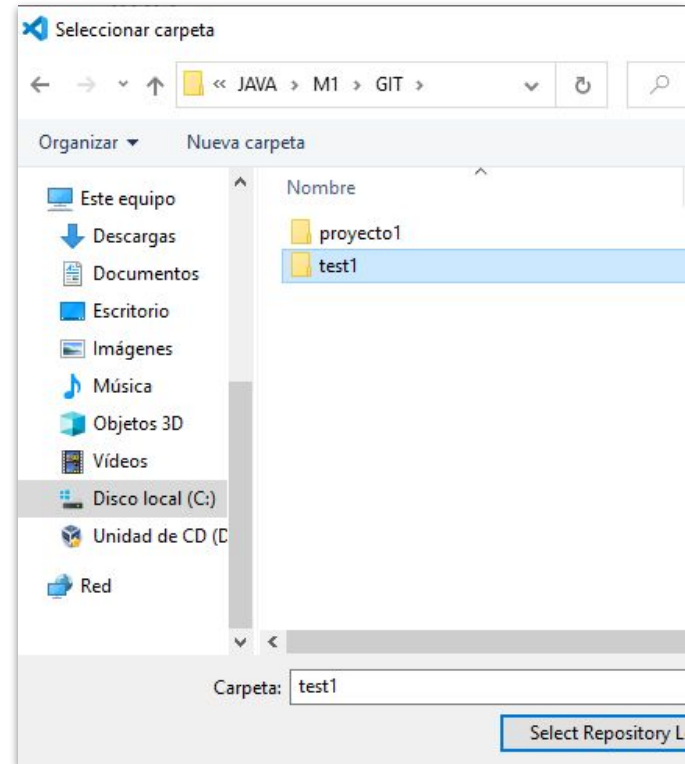 Seleccionar carpeta
« JAVA > M1 > GIT >
Organizar Nueva carpeta
Nombre
Este equipo
Descargas
Documentos
Escritorio
Imágenes
Música
Objetos 3D
Vídeos
Disco local (C:)
Unidad de CD (D
Red
proyecto1
test1
Carpeta: test1
Select Repository L